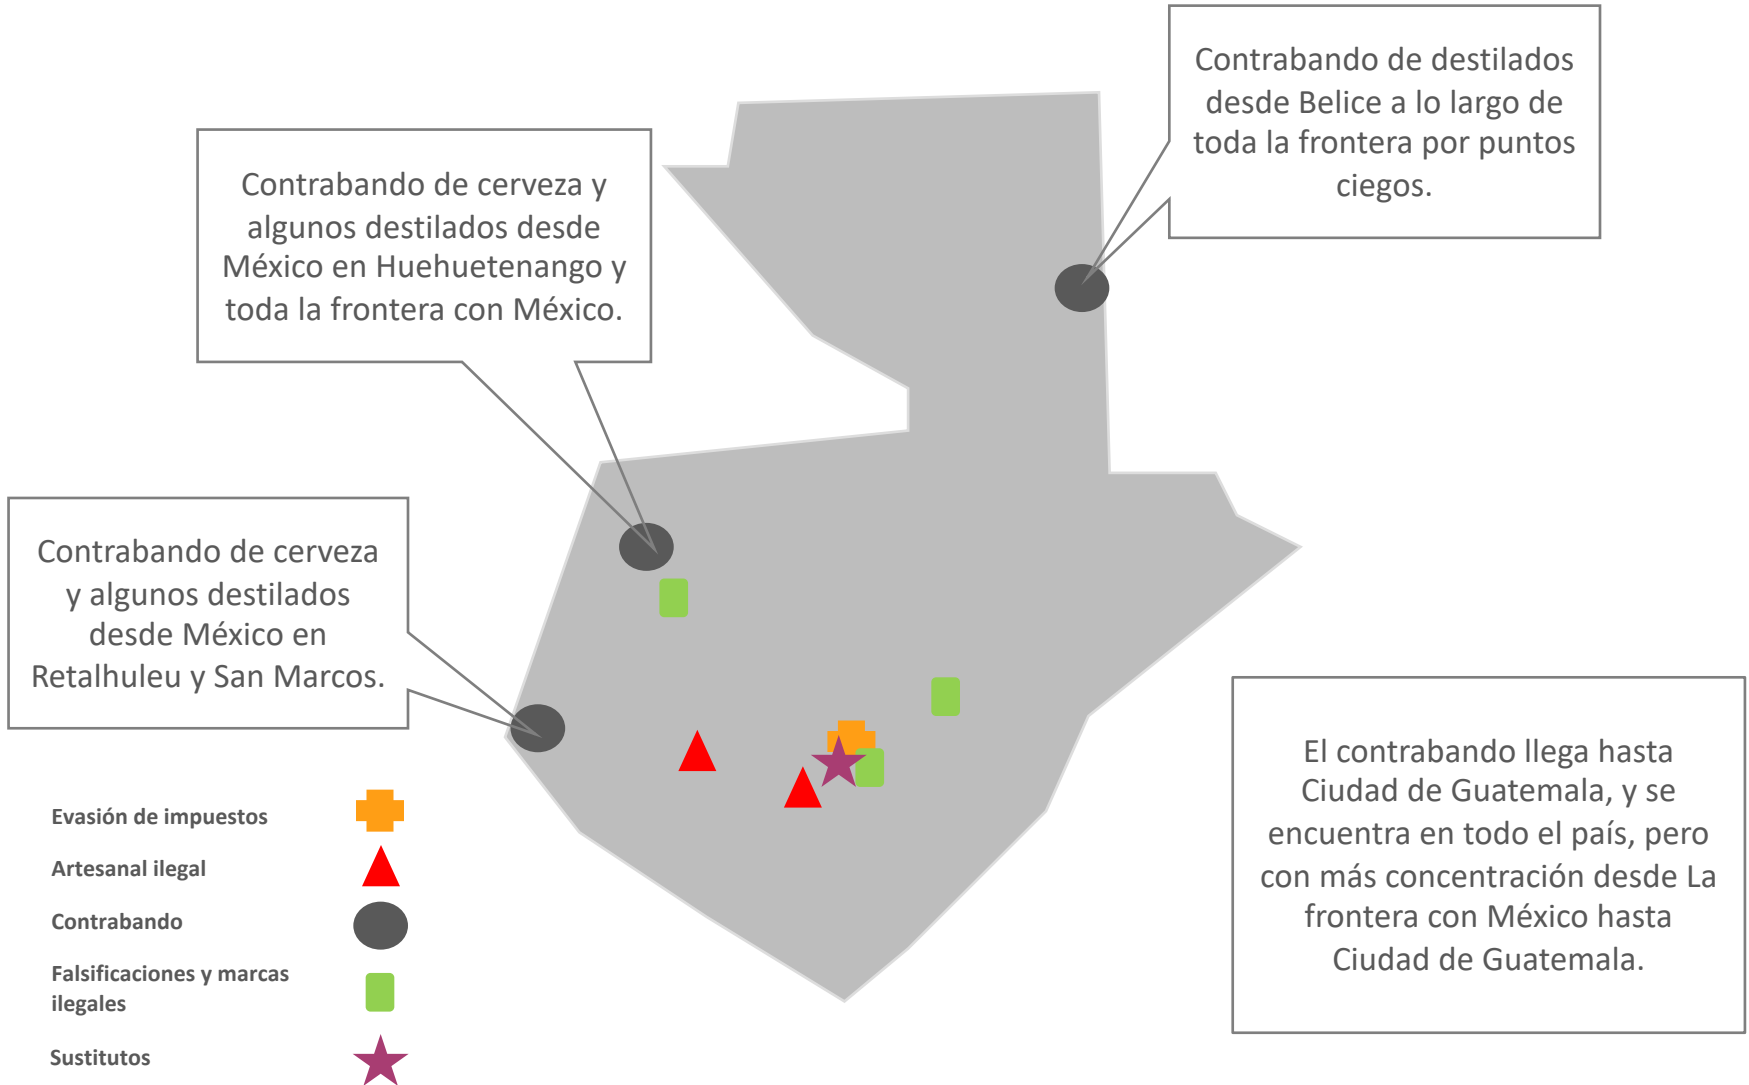 Contrabando de destilados
desde Belice a lo largo de
toda la frontera por puntos
ciegos.
Contrabando de cerveza y
algunos destilados desde
México en Huehuetenango y
toda la frontera con México.
Contrabando de cerveza
y algunos destilados
desde México en
Retalhuleu y San Marcos.
El contrabando llega hasta
Ciudad de Guatemala, y se
encuentra en todo el país, pero
con más concentración desde La
frontera con México hasta
Ciudad de Guatemala.
Evasión de impuestos
Artesanal ilegal
Contrabando
Falsificaciones y marcas
ilegales
Sustitutos